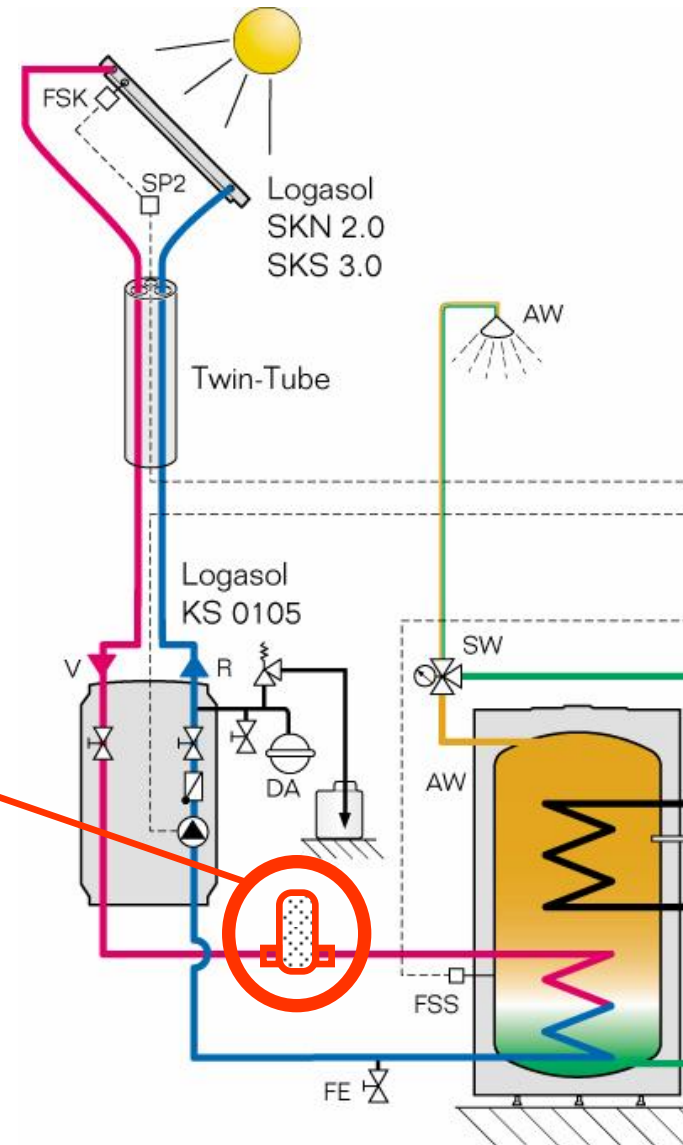 FSK
SP2
Logasol
SKN 2.0
SKS 3.0
AW
Twin-Tube
Logasol
KS 0105
SW
V
R
DA
AW
FSS
FE